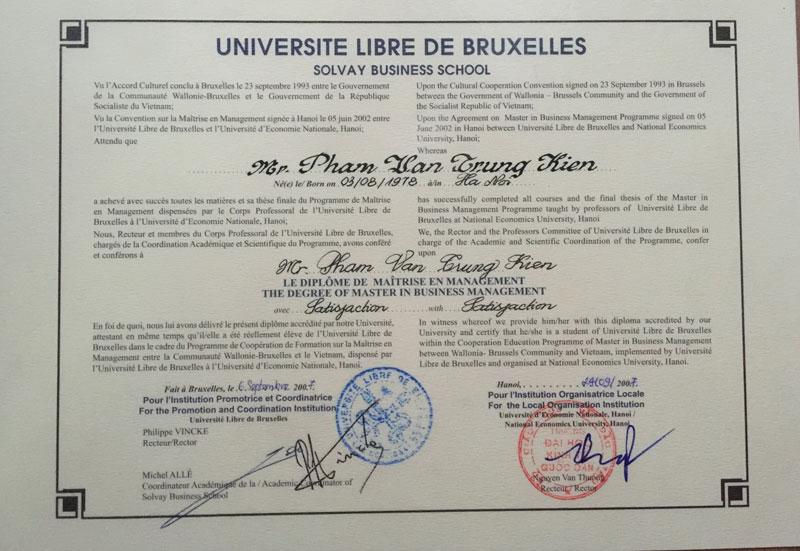 UNIVERSITE LIBRE DE BRUXELLES
SOLVAY BUSINESS SCHOOL
Vu l'Accord Culturel conclu à Bruxelles le 23 septembre 1993 entre le Gouvernement
de la Communauté Wallonie-Bruxelles et le Gouvernement de la République
Socialiste du Vietnam;
Vu la Convention sur la Maîtrise en Management signée à Hanoi le 05 juin 2002 entre
l'Université Libre de Bruxelles et l'Université d'Economie Nationale, Hanoi;
Attendu que
Upon the Cultural Cooperation Convention signed on 23 September 1993 in Brussels
between the Government of Wallonia – Brussels Community and the Government of
the Socialist Republic of Vietnam;
Upon the Agreement on Master in Business Management Programme signed on 05
June 2002 in Hanoi between Université Libre de Bruxelles and National Economics
University, Hanoi;
Whereas
Mr. Pham Van Trung Kien
Né(e) le/ Born on 03/08/1978 à/in Ha Noi
a achevé avec succès toutes les matières et sa thèse finale du Programme de Maîtrise
en Management dispensées par le Corps Professoral de l'Université Libre de
Bruxelles à l'Université d'Economie Nationale, Hanoi;
Nous, Recteur et membres du Corps Professoral de l'Université Libre de Bruxelles,
chargés de la Coordination Académique et Scientifique du Programme, avons conféré
et conférons à
has successfully completed all courses and the final thesis of the Master in
Business Management Programme taught by professors of Université Libre de
Bruxelles at National Economics University, Hanoi
We, the Rector and the Professors Committee of Université Libre de Bruxelles in
charge of the Academic and Scientific Coordination of the Programme, confer
upon
Mr. Pham Van Trung Kien
LE DIPLÔME DE MAÎTRISE EN MANAGEMENT
THE DEGREE OF MASTER IN BUSINESS MANAGEMENT
avec Satisfaction with Satisfaction
En foi de quoi, nous lui avons délivré le présent diplôme accrédité par notre Université,
attestant en même temps qu'il/elle a été réellement élève de l'Université Libre de
Bruxelles dans le cadre du Programme de Coopération de Formation sur la Maîtrise en
Management entre la Communauté Wallonie-Bruxelles et le Vietnam, dispensé par
l'Université Libre de Bruxelles et l'Université d'Economie Nationale, Hanoi.
In witness whereof we provide him/her with this diploma accredited by our
University and certify that he/she is a student of Université Libre de Bruxelles
within the Cooperation Education Programme of Master in Business Management
between Wallonia- Brussels Community and Vietnam, implemented by Université
Libre de Bruxelles and organised at National Economics University, Hanoi.
Fait à Bruxelles, le 6 Septembre 2007.
Pour l'Institution Promotrice et Coordinatrice
For the Promotion and Coordination Institution
Université Libre de Bruxelles
Philippe VINCKE
Recteur/Rector
Michel ALLÉ
Coordinateur Académique de la / Academic Coordinator of
Solvay Business School
Hanoi, 2007.
Pour l'Institution Organisatrice Locale
For the Local Organisation Institution
Université d'Economie Nationale, Hanoi /
National Economics University, Hanoi
ĐẠI HỌC
KINH TẾ
QUỐC DÂN
Nguyen Van Thuong
Recteur / Rector